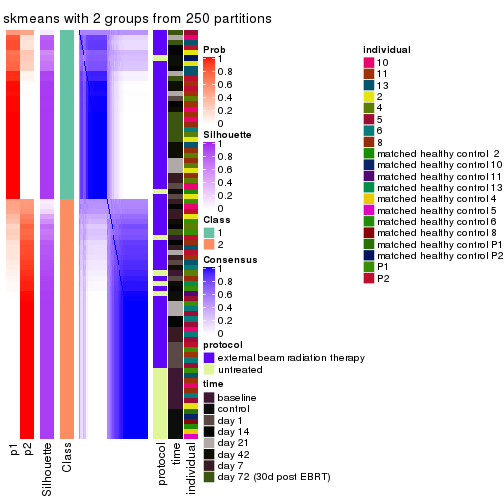 skmeans with 2 groups from 250 partitions
Prob
1
0.8
0.6
0.4
0.2
0
Silhouette
1
0.8
0.6
0.4
0.2
0
Class
1
2
Consensus
1
0.8
0.6
0.4
0.2
0
protocol
external beam radiation therapy
untreated
time
baseline
control
day 1
day 14
day 21
day 42
day 7
day 72 (30d post EBRT)
individual
10
11
13
2
4
5
6
8
matched healthy control 2
matched healthy control 10
matched healthy control 11
matched healthy control 13
matched healthy control 4
matched healthy control 5
matched healthy control 6
matched healthy control 8
matched healthy control P1
matched healthy control P2
P1
P2
p1
p2
Silhouette
Class
protocol
time
individual